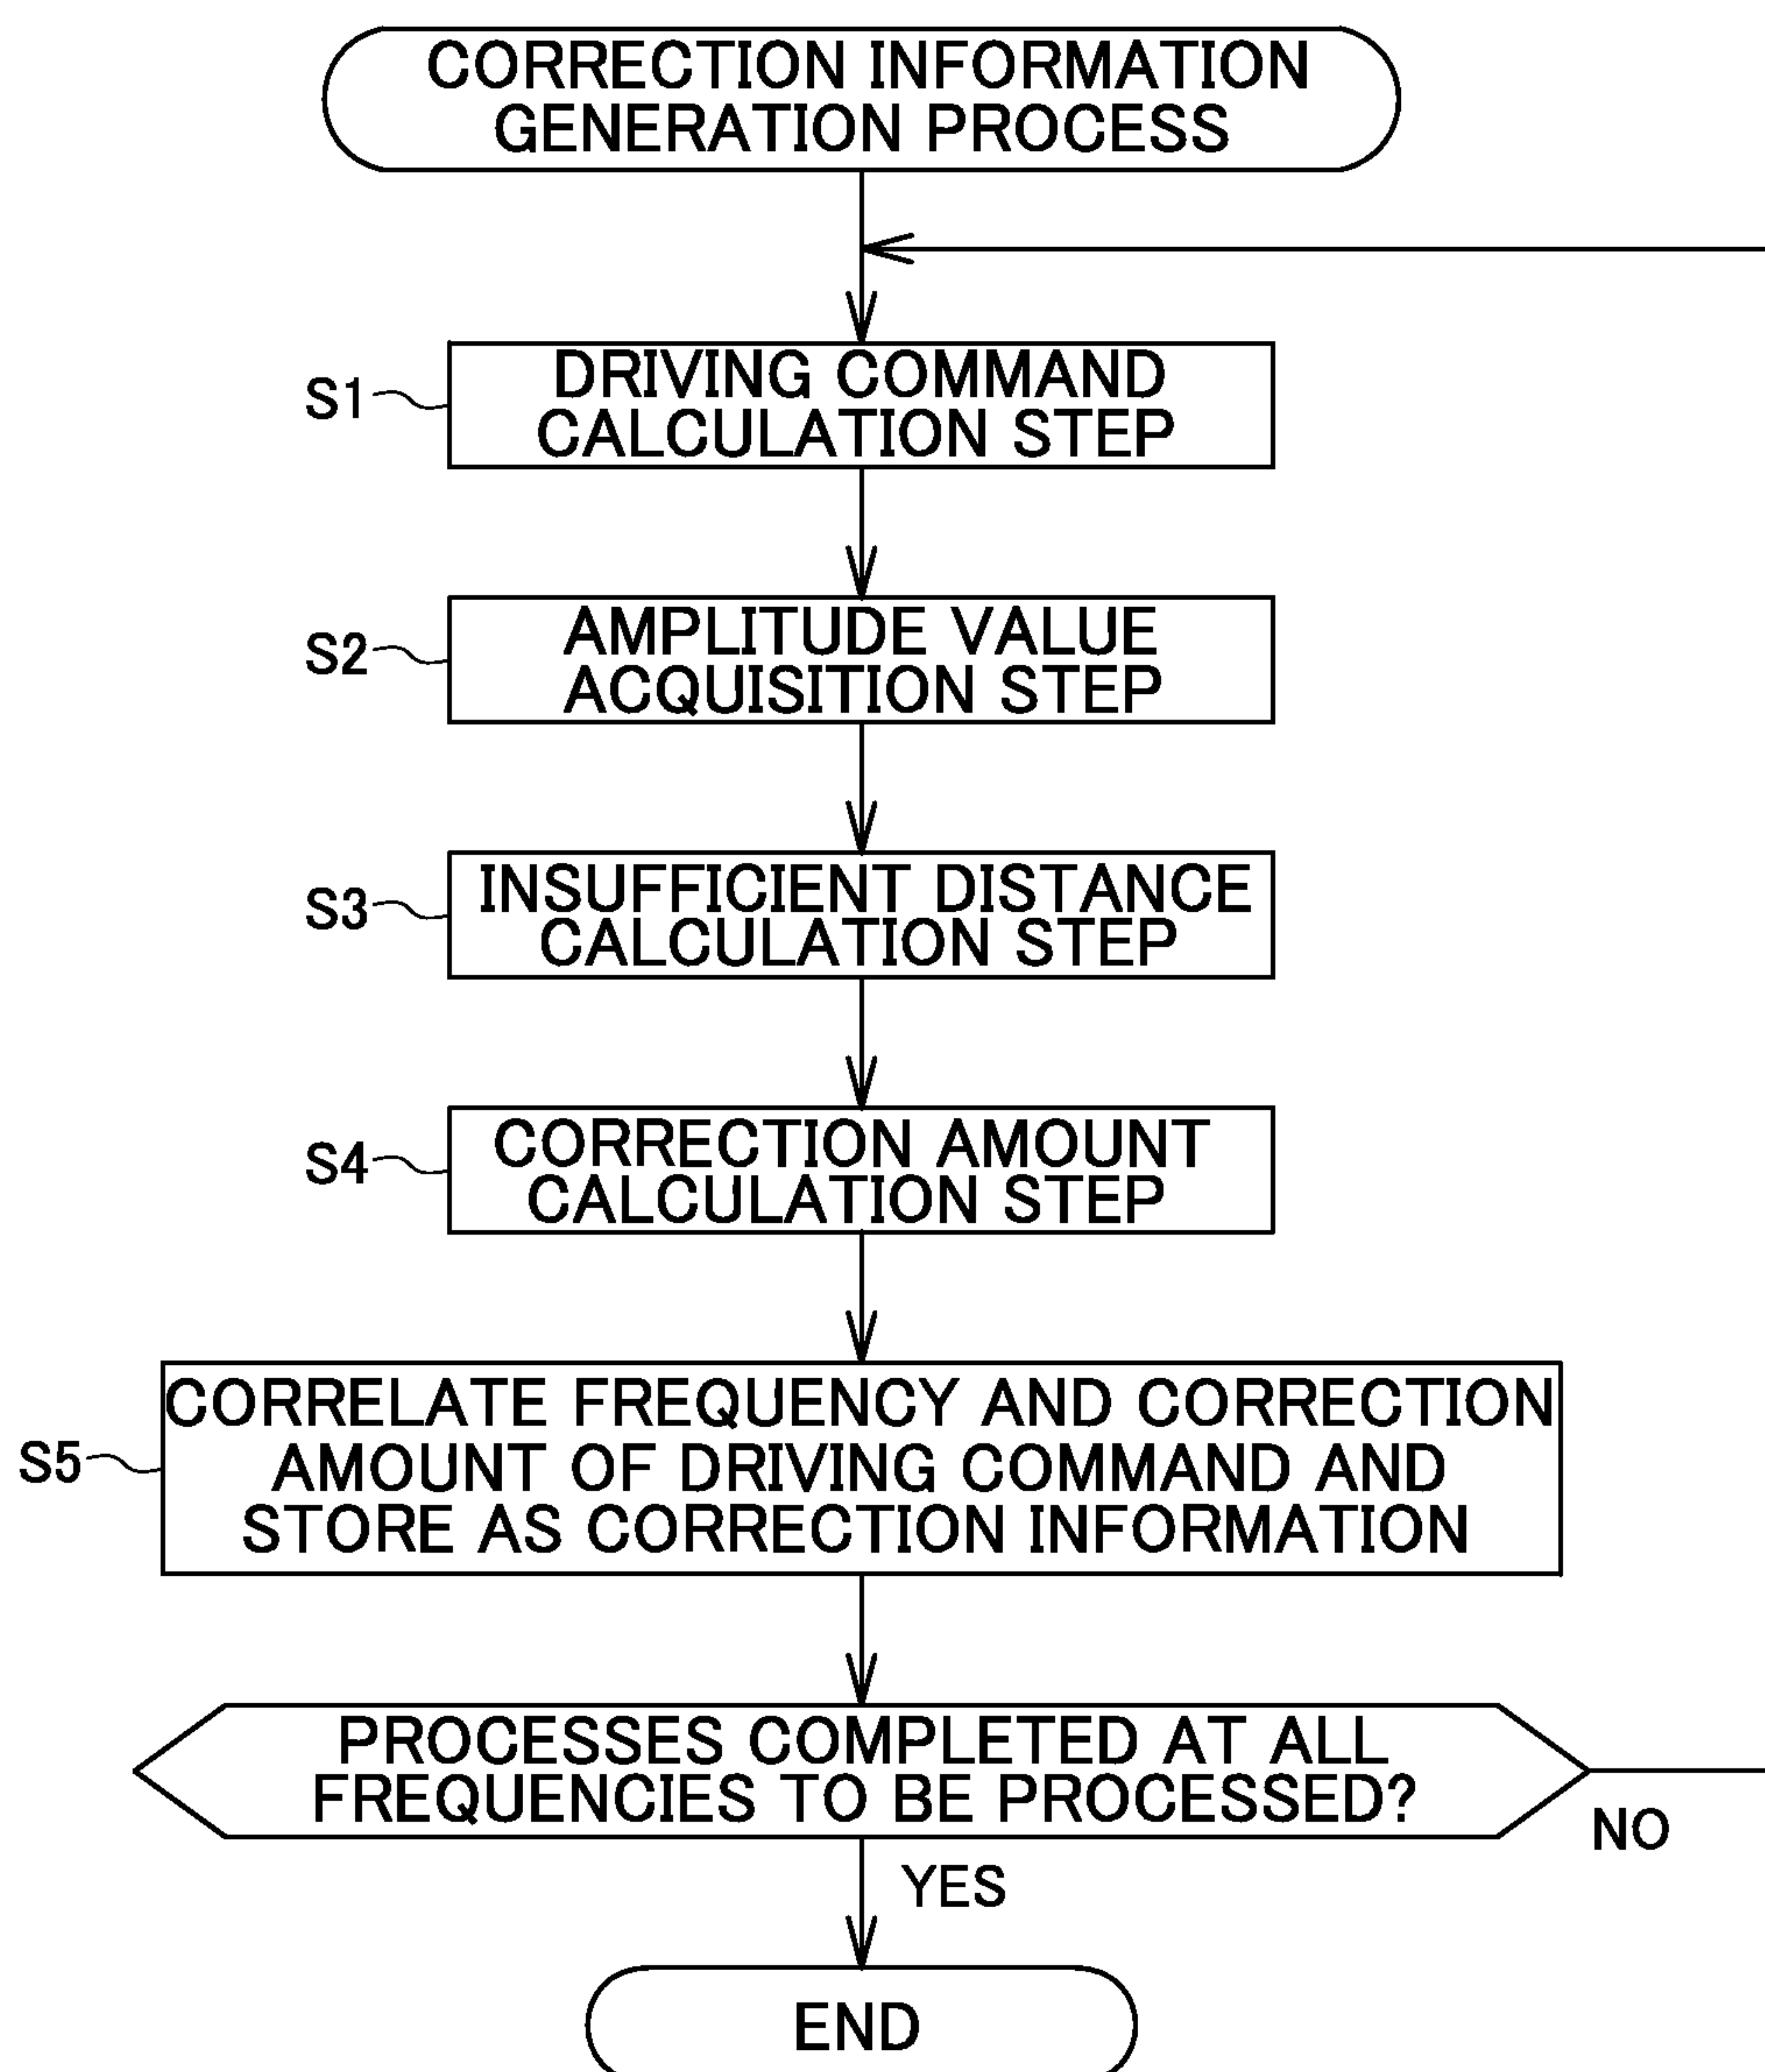 CORRECTION INFORMATION
GENERATION PROCESS
S1
DRIVING COMMAND
CALCULATION STEP
S2
AMPLITUDE VALUE
ACQUISITION STEP
S3
INSUFFICIENT DISTANCE
CALCULATION STEP
S4
CORRECTION AMOUNT
CALCULATION STEP
S5
CORRELATE FREQUENCY AND CORRECTION
AMOUNT OF DRIVING COMMAND AND
STORE AS CORRECTION INFORMATION
PROCESSES COMPLETED AT ALL
FREQUENCIES TO BE PROCESSED?
NO
YES
END